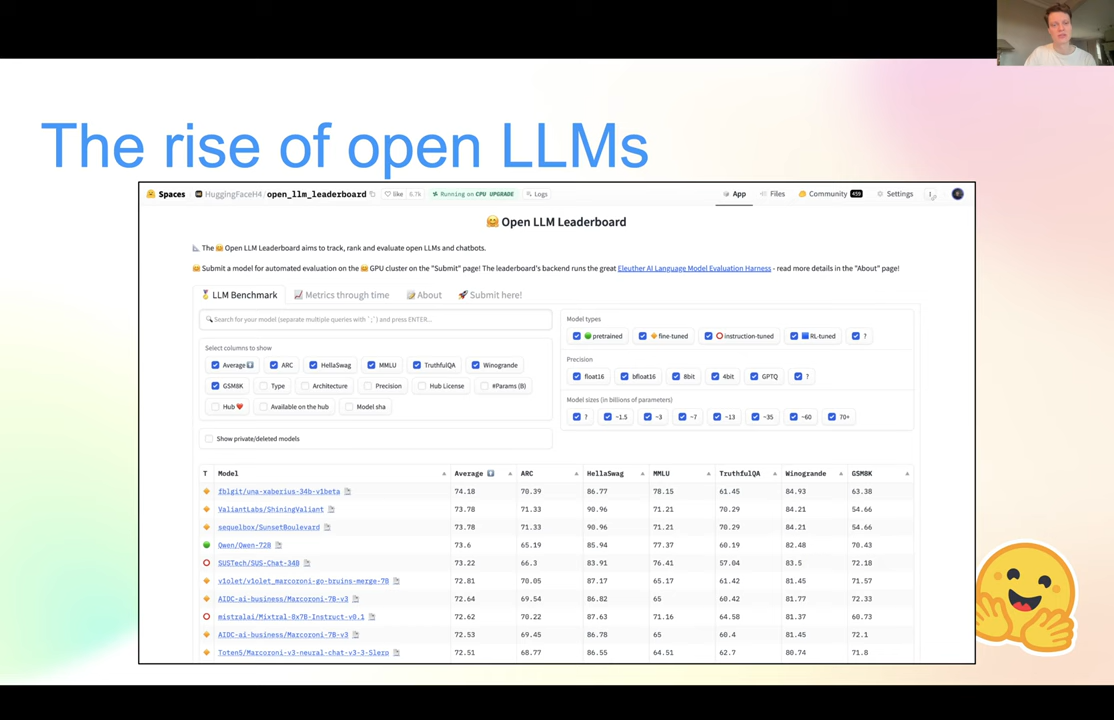 The rise of open LLMs
Spaces HuggingFaceH4/open_llm_leaderboard like 8.7k Running on CPU UPGRADE Logs App Files Community 459 Settings
Open LLM Leaderboard
The Open LLM Leaderboard aims to track, rank and evaluate open LLMs and chatbots.
Submit a model for automated evaluation on the GPU cluster on the "Submit" page! The leaderboard's backend runs the great Eleuther AI Language Model Evaluation Harness - read more details in the "About" page!
LLM Benchmark Metrics through time About Submit here!
Search for your model (separate multiple queries with `;`) and press ENTER...
Select columns to show
Average ARC HellaSwag MMLU TruthfulQA Winogrande
GSM8K Type Architecture Precision Hub License #Params (B)
Hub Available on the hub Model sha
Show private/deleted models
Model types
pretrained fine-tuned instruction-tuned RL-tuned ?
Precision
float16 bfloat16 8bit 4bit GPTQ ?
Model sizes (in billions of parameters)
? ~1.5 ~3 ~7 ~13 ~35 ~60 70+
T Model Average ARC HellaSwag MMLU TruthfulQA Winogrande GSM8K
fblgit/una-xaberius-34b-v1beta 74.18 70.39 86.77 78.15 61.45 84.93 63.38
ValiantLabs/ShiningValiant 73.78 71.33 90.96 71.21 70.29 84.21 54.66
sequelbox/SunsetBoulevard 73.78 71.33 90.96 71.21 70.29 84.21 54.66
Qwen/Qwen-72B 73.6 65.19 85.94 77.37 60.19 82.48 70.43
SUSTech/SUS-Chat-34B 73.22 66.3 83.91 76.41 57.04 83.5 72.18
v1olet/v1olet_marcoroni-go-bruins-merge-7B 72.81 70.05 87.17 65.17 61.42 81.45 71.57
AIDC-ai-business/Marcoroni-7B-v3 72.64 69.54 86.82 65 60.42 81.77 72.33
mistralai/Mixtral-8x7B-Instruct-v0.1 72.62 70.22 87.63 71.16 64.58 81.37 60.73
AIDC-ai-business/Marcoroni-7B-v3 72.53 69.45 86.78 65 60.4 81.45 72.1
Toten5/Marcoroni-v3-neural-chat-v3-3-Slerp 72.51 68.77 86.55 64.51 62.7 80.74 71.8